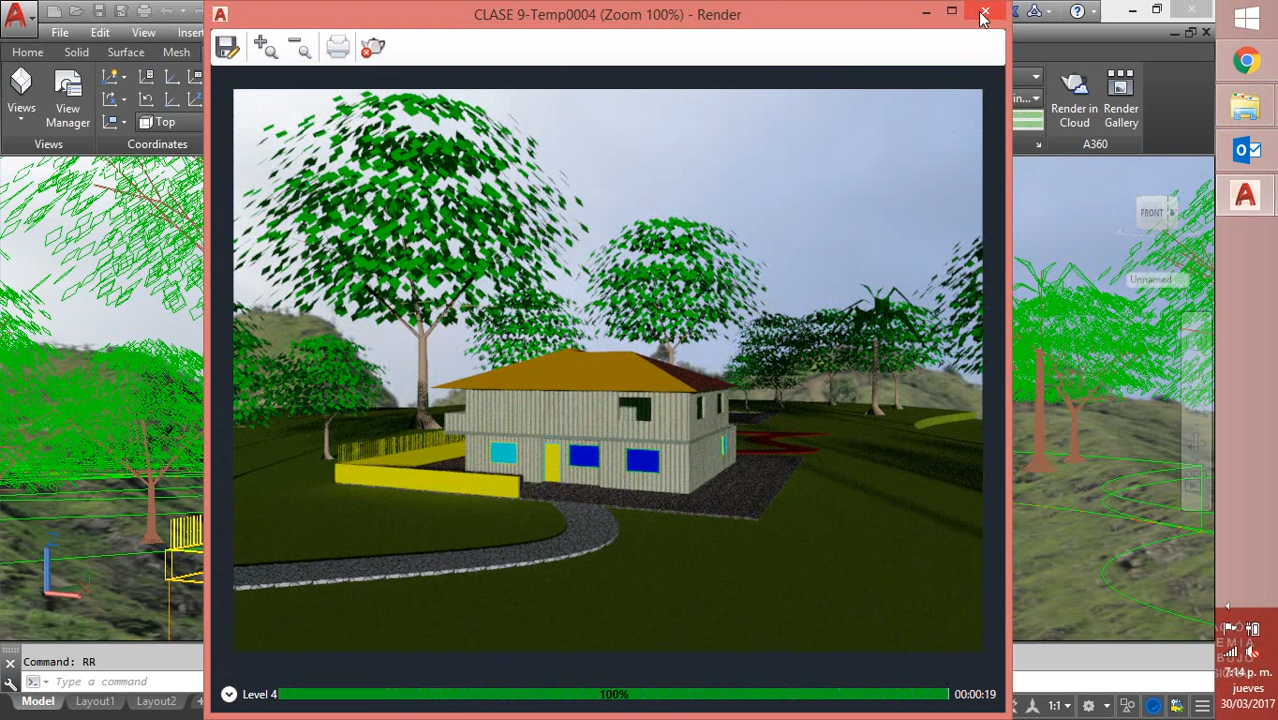 CLASE 9-Temp0004 (Zoom 100%) - Render
File Edit View Insert
Home Solid Surface Mesh
Views
View Manager
Top
Views Coordinates
Render in Cloud
Render Gallery
A360
FRONT
Unnamed
Command: RR
Type a command
Level 4 100% 00:00:19
Model Layout1 Layout2 +
1:1
7:14 p. m.
jueves
30/03/2017